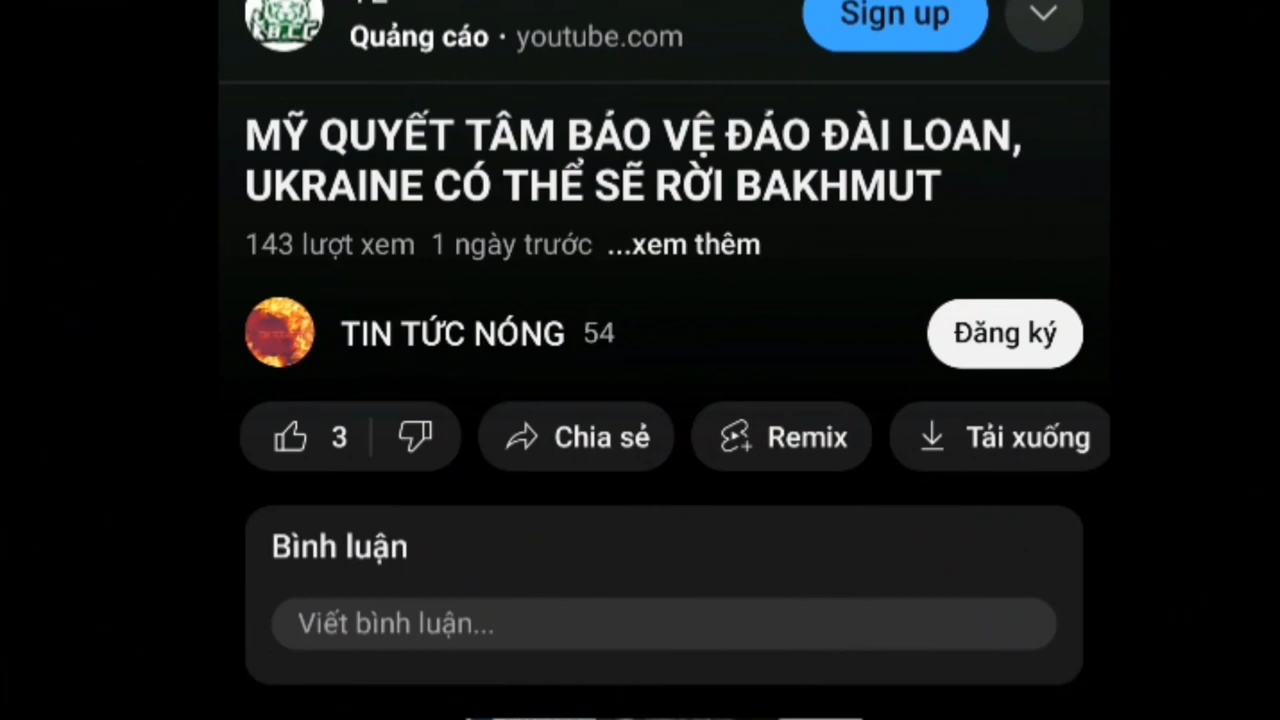 Sign up
Quảng cáo · youtube.com
MỸ QUYẾT TÂM BẢO VỆ ĐẢO ĐÀI LOAN,
UKRAINE CÓ THỂ SẼ RỜI BAKHMUT
143 lượt xem 1 ngày trước ...xem thêm
TIN TỨC NÓNG 54
Đăng ký
3 Chia sẻ Remix Tải xuống
Bình luận
Viết bình luận...